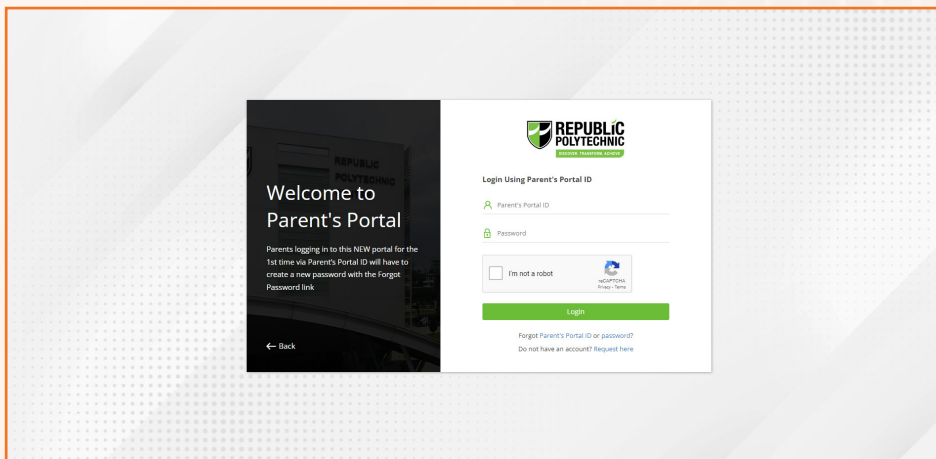 REPUBLIC
POLYTECHNIC
Welcome to
Parent's Portal
Parents logging in to this NEW portal for the
1st time via Parent's Portal ID will have to
create a new password with the Forgot
Password link
← Back
REPUBLIC
POLYTECHNIC
DISCOVER. TRANSFORM. ACHIEVE
Login Using Parent's Portal ID
Parent's Portal ID
Password
I'm not a robot
reCAPTCHA
Privacy - Terms
Login
Forgot Parent's Portal ID or password?
Do not have an account? Request here